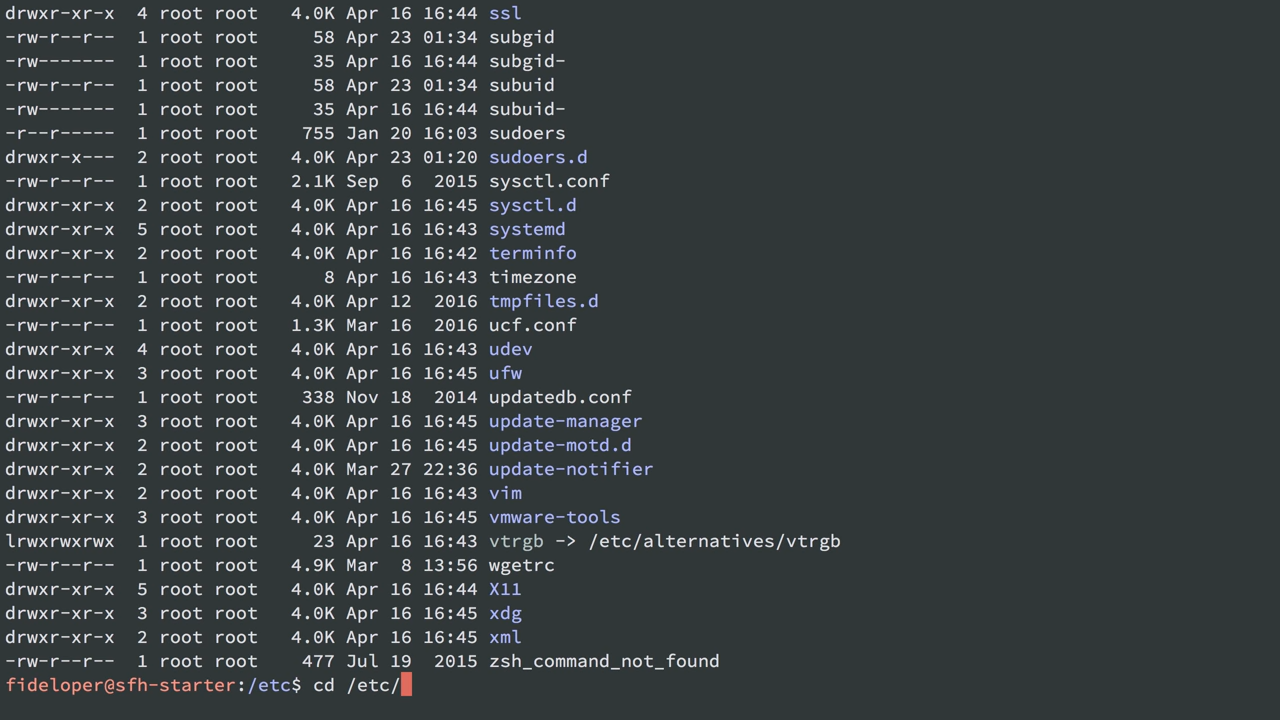 drwxr-xr-x  4 root root   4.0K Apr 16 16:44 ssl
-rw-r--r--  1 root root     58 Apr 23 01:34 subgid
-rw-------  1 root root     35 Apr 16 16:44 subgid-
-rw-r--r--  1 root root     58 Apr 23 01:34 subuid
-rw-------  1 root root     35 Apr 16 16:44 subuid-
-r--r-----  1 root root    755 Jan 20 16:03 sudoers
drwxr-x---  2 root root   4.0K Apr 23 01:20 sudoers.d
-rw-r--r--  1 root root   2.1K Sep  6  2015 sysctl.conf
drwxr-xr-x  2 root root   4.0K Apr 16 16:45 sysctl.d
drwxr-xr-x  5 root root   4.0K Apr 16 16:43 systemd
drwxr-xr-x  2 root root   4.0K Apr 16 16:42 terminfo
-rw-r--r--  1 root root      8 Apr 16 16:43 timezone
drwxr-xr-x  2 root root   4.0K Apr 12  2016 tmpfiles.d
-rw-r--r--  1 root root   1.3K Mar 16  2016 ucf.conf
drwxr-xr-x  4 root root   4.0K Apr 16 16:43 udev
drwxr-xr-x  3 root root   4.0K Apr 16 16:45 ufw
-rw-r--r--  1 root root    338 Nov 18  2014 updatedb.conf
drwxr-xr-x  3 root root   4.0K Apr 16 16:45 update-manager
drwxr-xr-x  2 root root   4.0K Apr 16 16:45 update-motd.d
drwxr-xr-x  2 root root   4.0K Mar 27 22:36 update-notifier
drwxr-xr-x  2 root root   4.0K Apr 16 16:43 vim
drwxr-xr-x  3 root root   4.0K Apr 16 16:45 vmware-tools
lrwxrwxrwx  1 root root     23 Apr 16 16:43 vtrgb -> /etc/alternatives/vtrgb
-rw-r--r--  1 root root   4.9K Mar  8 13:56 wgetrc
drwxr-xr-x  5 root root   4.0K Apr 16 16:44 X11
drwxr-xr-x  3 root root   4.0K Apr 16 16:45 xdg
drwxr-xr-x  2 root root   4.0K Apr 16 16:45 xml
-rw-r--r--  1 root root    477 Jul 19  2015 zsh_command_not_found
fideloper@sfh-starter:/etc$ cd /etc/